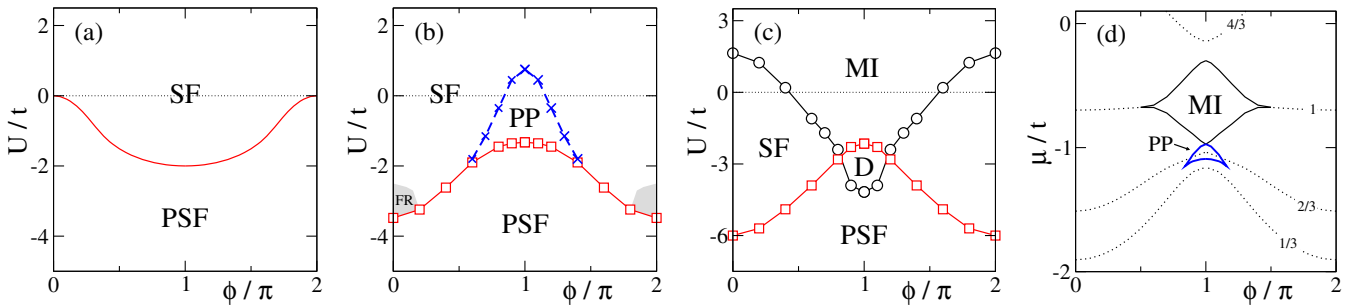 (a)
U / t
2
0
-2
-4
SF
PSF
0
1
2
ϕ / π
(b)
U / t
2
0
-2
-4
SF
PP
FR
PSF
0
1
2
ϕ / π
(c)
U / t
3
0
-3
-6
MI
SF
D
PSF
0
1
2
ϕ / π
(d)
μ / t
0
-1
-2
4/3
MI
1
PP
2/3
1/3
0
1
2
ϕ / π